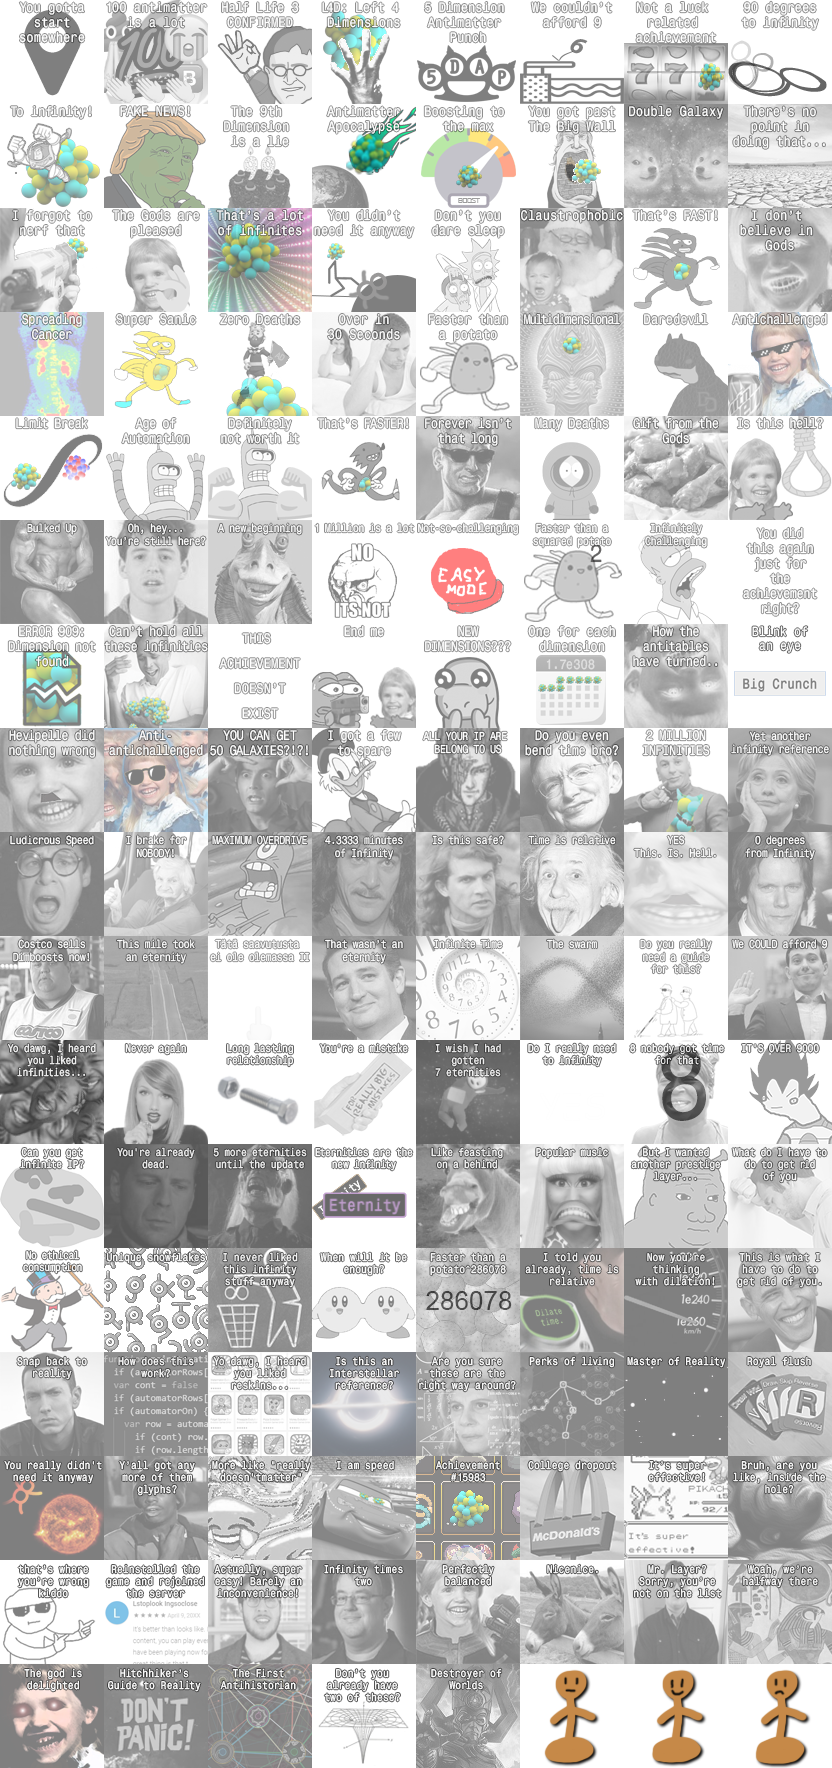 You gotta
start
somewhere
100 antimatter
is a lot
Half Life 3
CONFIRMED
L4D: Left 4
Dimensions
5 Dimension
Antimatter
Punch
5 D A P
We couldn't
afford 9
6
Not a luck
related
achievement
7 7
90 degrees
to infinity
To infinity!
FAKE NEWS!
The 9th
Dimension
is a lie
Antimatter
Apocalypse
Boosting to
the max
BOOST
You got past
The Big Wall
Double Galaxy
There's no
point in
doing that...
I forgot to
nerf that
The Gods are
pleased
That's a lot
of infinites
You didn't
need it anyway
Don't you
dare sleep
Claustrophobic
That's FAST!
I don't
believe in
Gods
Spreading
Cancer
Super Sanic
Zero Deaths
Over in
30 Seconds
Faster than
a potato
Multidimensional
Daredevil
DD
Antichallenged
Limit Break
Age of
Automation
Definitely
not worth it
That's FASTER!
Forever isn't
that long
Many Deaths
Gift from the
Gods
Is this hell?
Bulked Up
Oh, hey...
You're still here?
A new beginning
1 Million is a lot
NO
ITS NOT
Not-so-challenging
EASY
MODE
Faster than a
squared potato
2
Infinitely
Challenging
You did
this again
just for
the
achievement
right?
ERROR 909:
Dimension not
found
Can't hold all
these infinities
THIS
ACHIEVEMENT
DOESN'T
EXIST
End me
NEW
DIMENSIONS???
One for each
dimension
1.7e308
How the
antitables
have turned..
Blink of
an eye
Big Crunch
Hevipelle did
nothing wrong
Anti-
antichallenged
YOU CAN GET
50 GALAXIES?!?!
I got a few
to spare
ALL YOUR IP ARE
BELONG TO US
Do you even
bend time bro?
2 MILLION
INFINITIES
Yet another
infinity reference
Ludicrous Speed
I brake for
NOBODY!
MAXIMUM OVERDRIVE
4.3333 minutes
of Infinity
Is this safe?
Time is relative
YES
This. Is. Hell.
0 degrees
from Infinity
Costco sells
Dimboosts now!
This mile took
an eternity
Tätä saavutusta
ei ole olemassa II
That wasn't an
eternity
Infinite Time
The swarm
Do you really
need a guide
for this?
We COULD afford 9
Yo dawg, I heard
you liked
infinities...
Never again
Long lasting
relationship
You're a mistake
FOR
REALLY BIG
MISTAKES
I wish I had
gotten
7 eternities
Do I really need
to infinity
8 nobody got time
for that
8
IT'S OVER 9000
Can you get
infinite IP?
You're already
dead.
5 more eternities
until the update
Eternities are the
new infinity
Eternity
Like feasting
on a behind
Popular music
But I wanted
another prestige
layer...
What do I have to
do to get rid
of you
No ethical
consumption
Unique snowflakes
I never liked
this infinity
stuff anyway
When will it be
enough?
Faster than a
potato^286078
286078
I told you
already, time is
relative
Dilate
time.
Now you're
thinking
with dilation!
1e240
1e260
km/h
This is what I
have to do to
get rid of you.
Snap back to
reality
How does this
work?
var cont = false
if (automatorRows[
if (automatorOn) {
var row = automa
if (cont) row.
if (row.length
Yo dawg, I heard
you liked
reskins...
Is this an
Interstellar
reference?
Are you sure
these are the
right way around?
Perks of living
Master of Reality
Royal flush
R
You really didn't
need it anyway
Y'all got any
more of them
glyphs?
More like "really
doesn"tmatter"
I am speed
Achievement
#15983
College dropout
McDonald's
It's super
effective!
It's super
effective!
Bruh, are you
like, inside the
hole?
that's where
you're wrong
kiddo
Reinstalled the
game and rejoined
the server
L
Lstoplook Ingsoclose
It's better than looks like.
content, you can play eve
have been playing now fo
Actually, super
easy! Barely an
inconvenience!
Infinity times
two
Perfectly
balanced
Nicenice.
Mr. Layer?
Sorry, you're
not on the list
Woah, we're
halfway there
The god is
delighted
Hitchhiker's
Guide to Reality
DON'T
PANIC!
The First
Antihistorian
Don't you
already have
two of these?
Destroyer of
Worlds